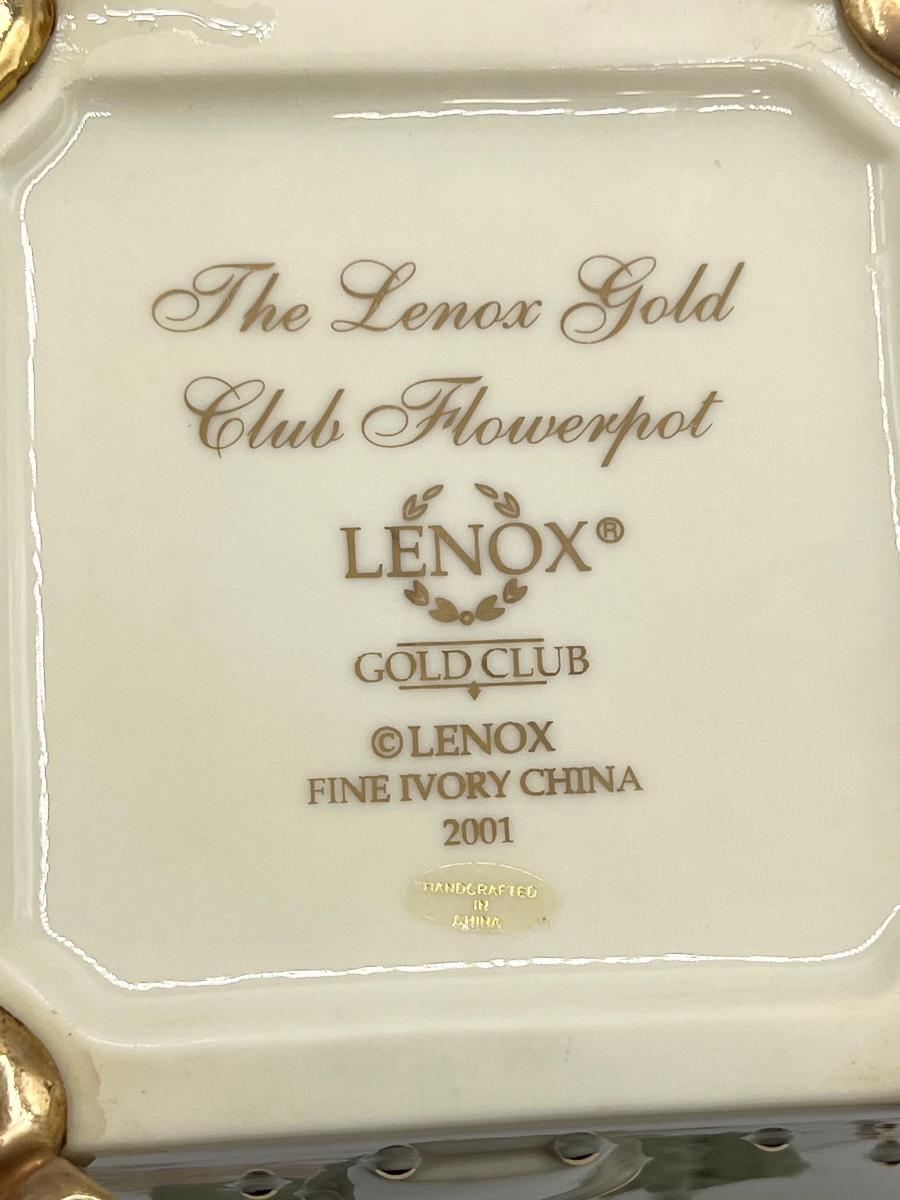 The Lenox Gold
Club Flowerpot
LENOX®
GOLD CLUB
©LENOX
FINE IVORY CHINA
2001
HANDCRAFTED
IN
CHINA